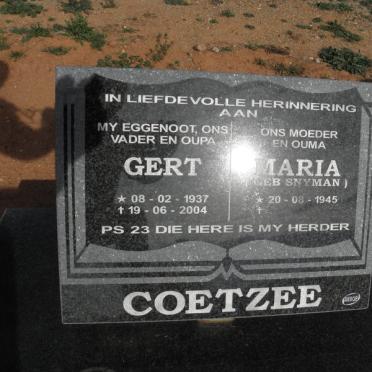 IN LIEFDEVOLLE HERINNERING
AAN
MY EGGENOOT, ONS
VADER EN OUPA
GERT
★ 08 - 02 - 1937
✝ 19 - 06 - 2004
ONS MOEDER
EN OUMA
MARIA
(GEB SNYMAN)
★ 20 - 08 - 1945
✝
PS 23 DIE HERE IS MY HERDER
COETZEE